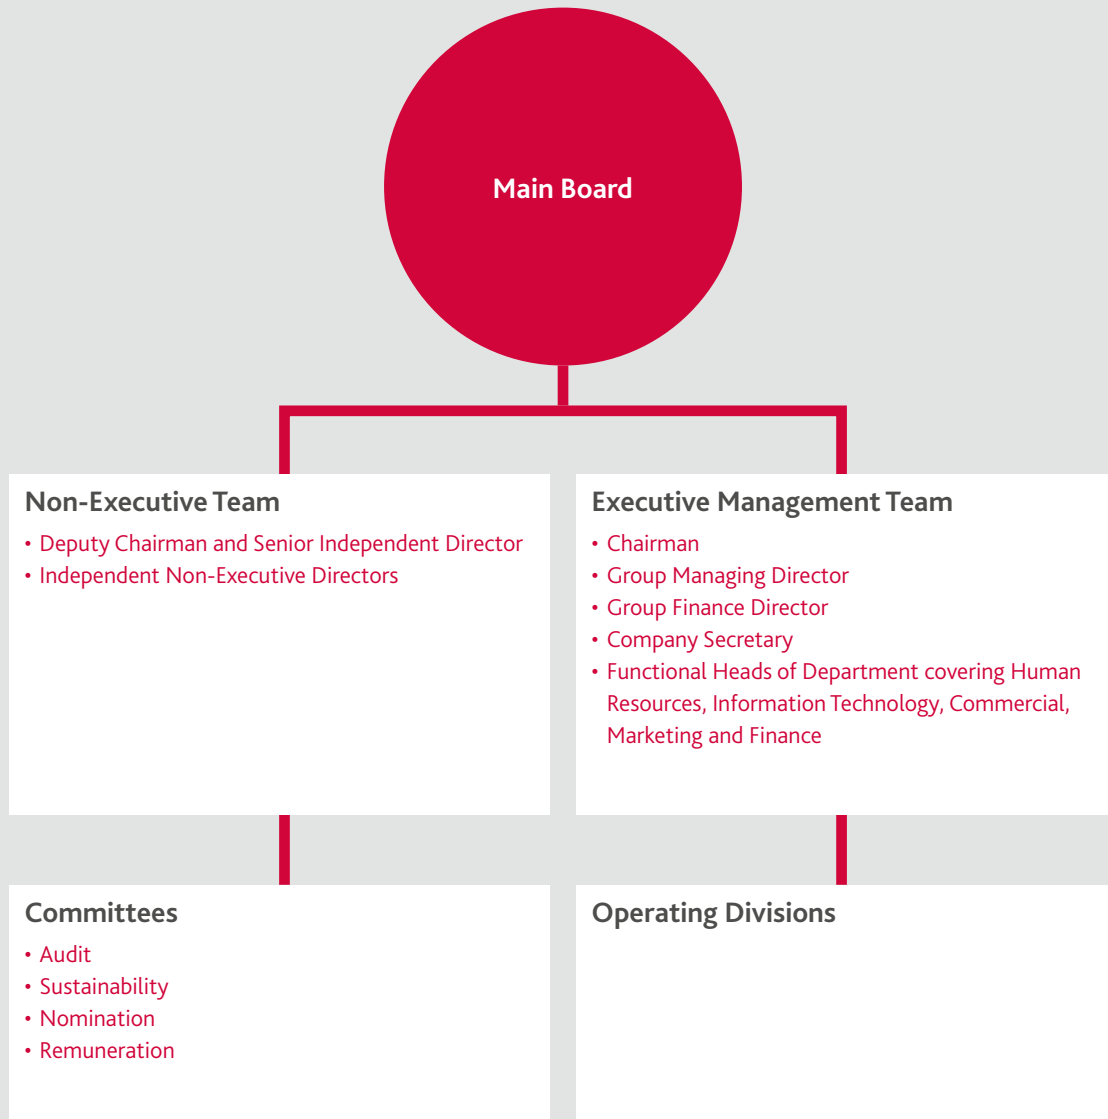 Main Board
Non-Executive Team
• Deputy Chairman and Senior Independent Director
• Independent Non-Executive Directors
Executive Management Team
• Chairman
• Group Managing Director
• Group Finance Director
• Company Secretary
• Functional Heads of Department covering Human
Resources, Information Technology, Commercial,
Marketing and Finance
Committees
• Audit
• Sustainability
• Nomination
• Remuneration
Operating Divisions